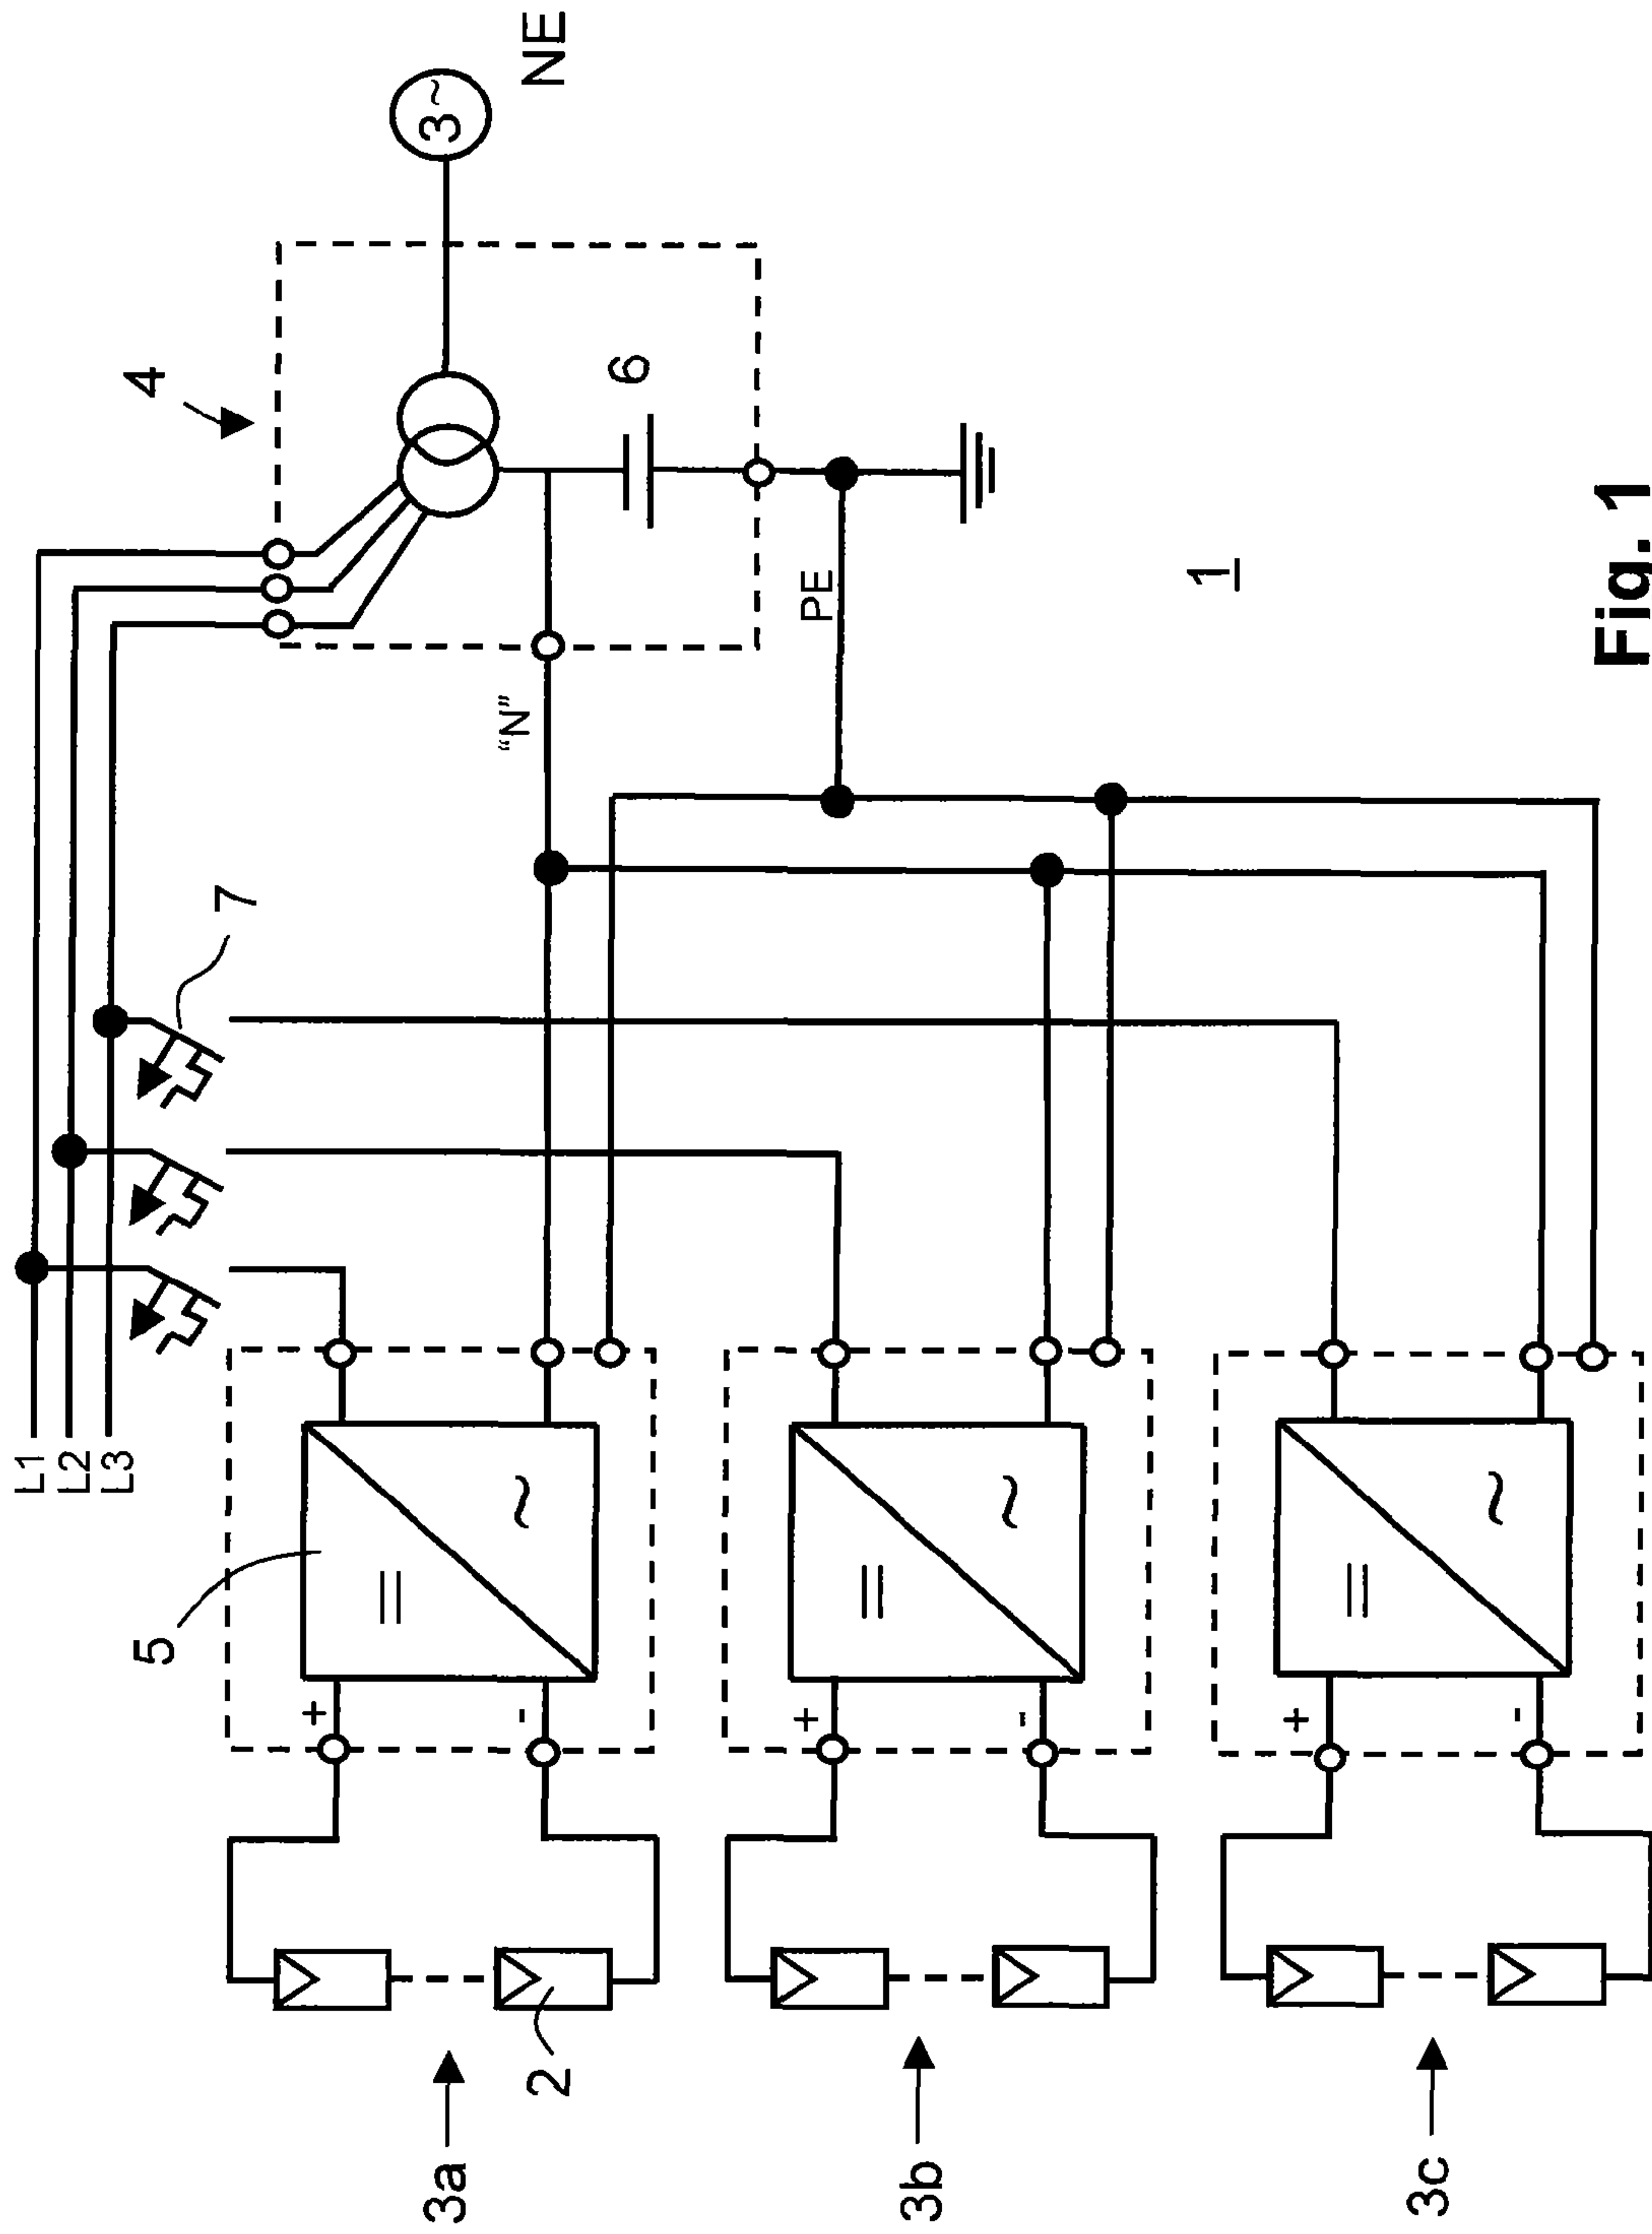 L1
L2
L3
4
3~
NE
6
7
"N"
PE
1
5
+
-
~
=
+
-
~
=
+
-
~
=
2
3a
3b
3c
Fig. 1